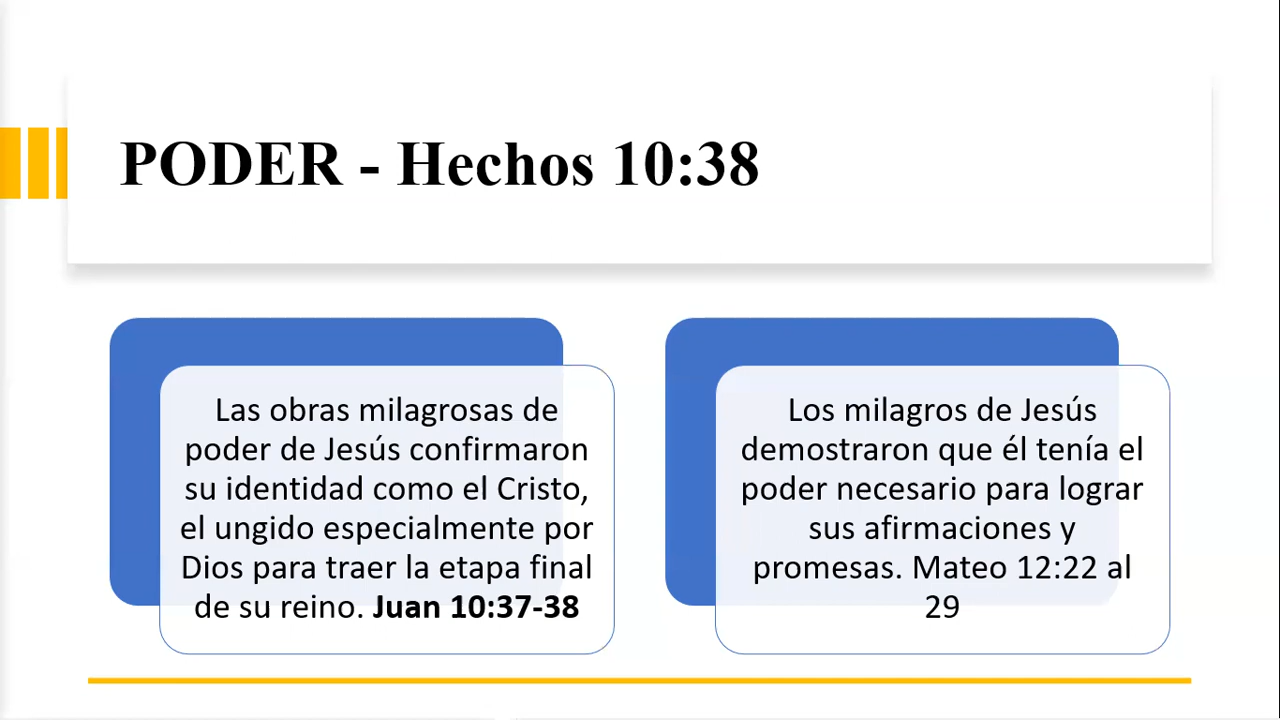 PODER - Hechos 10:38
Las obras milagrosas de
poder de Jesús confirmaron
su identidad como el Cristo,
el ungido especialmente por
Dios para traer la etapa final
de su reino. Juan 10:37-38
Los milagros de Jesús
demostraron que él tenía el
poder necesario para lograr
sus afirmaciones y
promesas. Mateo 12:22 al
29